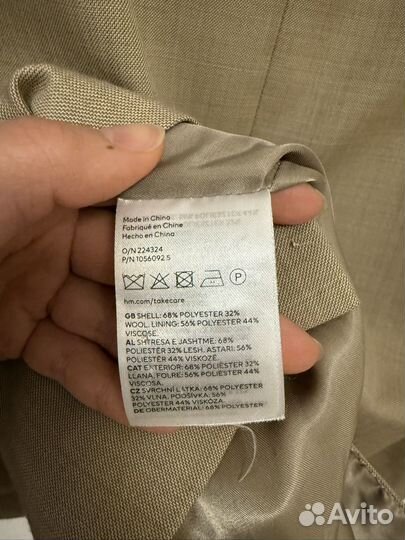 Made in China
Fabriqué en Chine
Hecho en China
O/N 224324
P/N 1056092 5
hm.com/takecare
GB SHELL: 68% POLYESTER 32%
WOOL. LINING: 56% POLYESTER 44%
VISCOSE.
AL SHTRESA E JASHTME: 68%
POLIESTËR 32% LESH. ASTARI: 56%
POLIESTËR 44% VISKOZË.
CAT EXTERIOR: 68% POLIÈSTER 32%
LLANA. FOLRE: 56% POLIÈSTER 44%
VISCOSA.
CZ SVRCHNÍ LÁTKA: 68% POLYESTER
32% VLNA. PODŠÍVKA: 56%
POLYESTER 44% VISKÓZA.
DE OBERMATERIAL: 68% POLYESTER
Avito